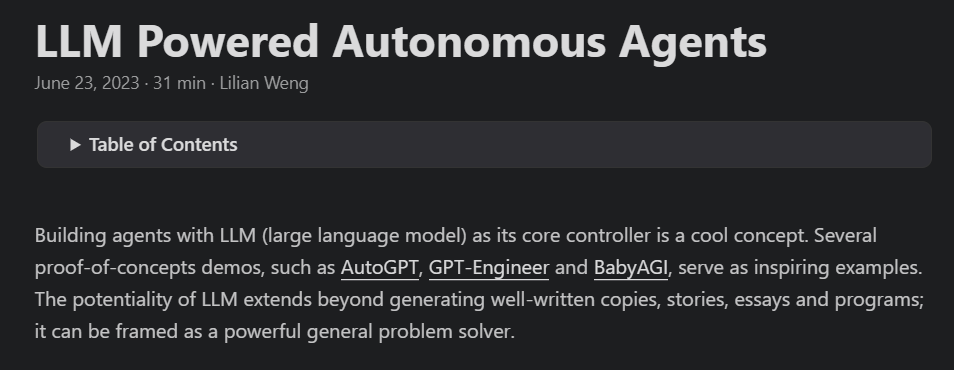 LLM Powered Autonomous Agents
June 23, 2023 · 31 min · Lilian Weng
Table of Contents
Building agents with LLM (large language model) as its core controller is a cool concept. Several
proof-of-concepts demos, such as AutoGPT, GPT-Engineer and BabyAGI, serve as inspiring examples.
The potentiality of LLM extends beyond generating well-written copies, stories, essays and programs;
it can be framed as a powerful general problem solver.